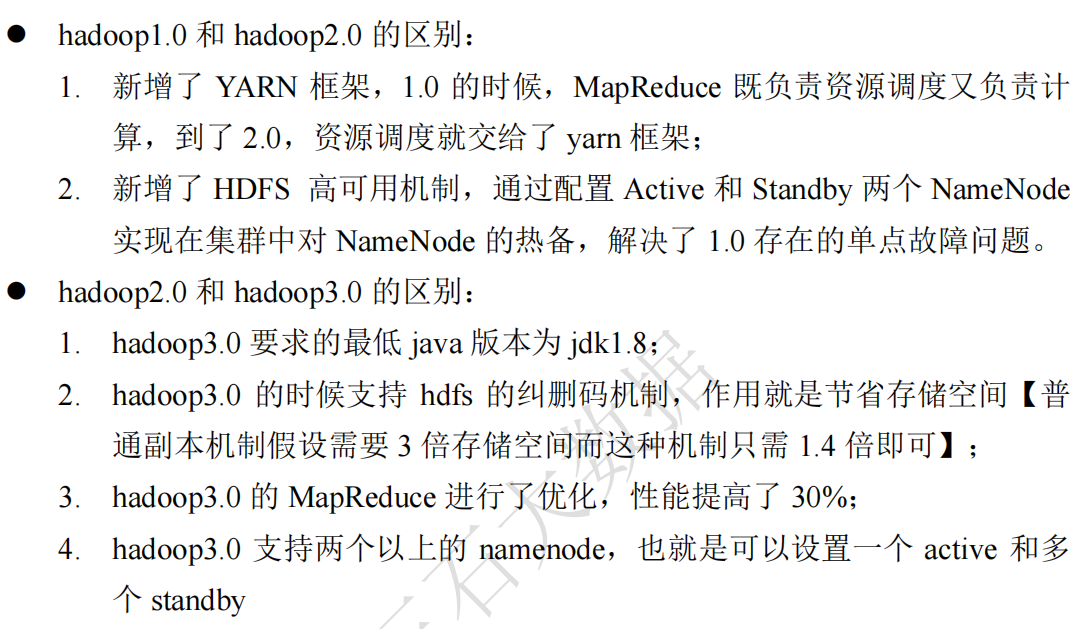 ● hadoop1.0 和 hadoop2.0 的区别：
1. 新增了 YARN 框架，1.0 的时候，MapReduce 既负责资源调度又负责计
算，到了 2.0，资源调度就交给了 yarn 框架；
2. 新增了 HDFS 高可用机制，通过配置 Active 和 Standby 两个 NameNode
实现在集群中对 NameNode 的热备，解决了 1.0 存在的单点故障问题。
● hadoop2.0 和 hadoop3.0 的区别：
1. hadoop3.0 要求的最低 java 版本为 jdk1.8；
2. hadoop3.0 的时候支持 hdfs 的纠删码机制，作用就是节省存储空间【普
通副本机制假设需要 3 倍存储空间而这种机制只需 1.4 倍即可】；
3. hadoop3.0 的 MapReduce 进行了优化，性能提高了 30%；
4. hadoop3.0 支持两个以上的 namenode，也就是可以设置一个 active 和多
个 standby
石大数据